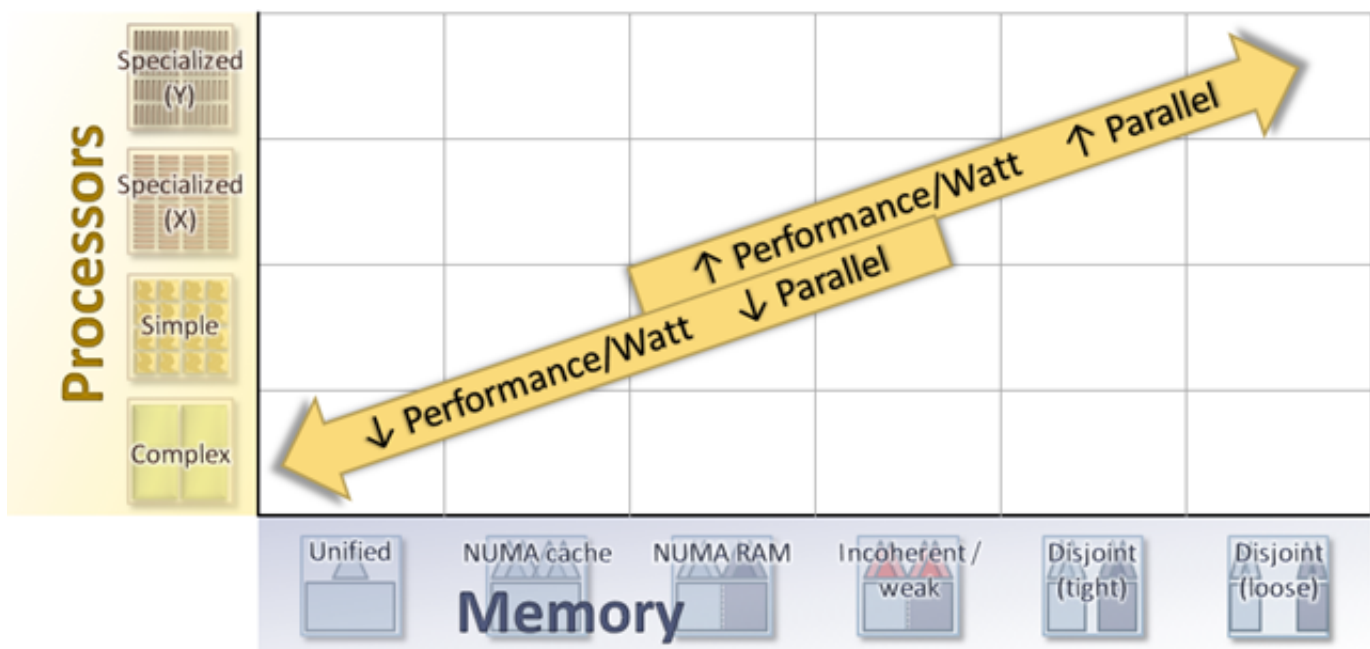 Processors
Specialized
(Y)
Specialized
(X)
Simple
Complex
↑ Performance/Watt ↑ Parallel
↓ Performance/Watt ↓ Parallel
Unified
NUMA cache
NUMA RAM
Incoherent /
weak
Disjoint
(tight)
Disjoint
(loose)
Memory